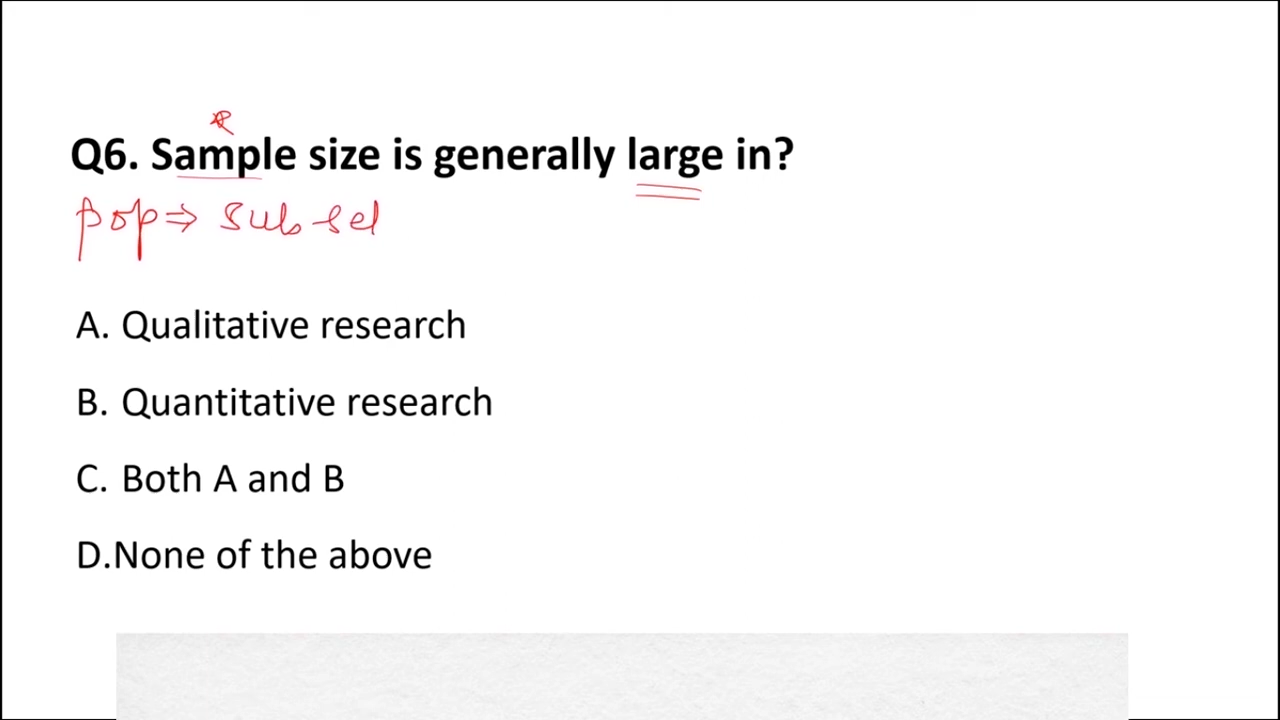 Q6. Sample size is generally large in?
pop ⇒ subset
A. Qualitative research
B. Quantitative research
C. Both A and B
D.None of the above